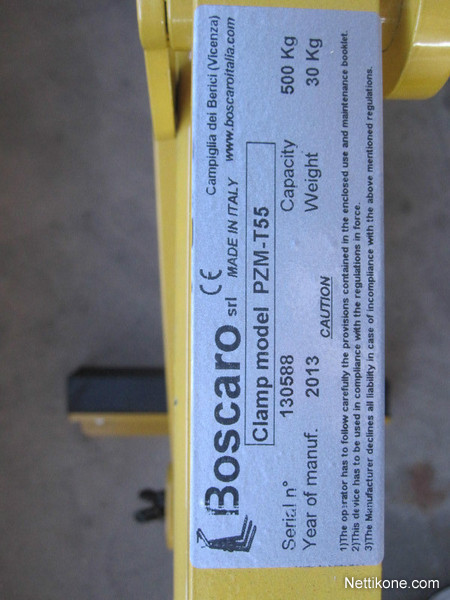 Boscaro srl CE
Campiglia dei Berici (Vicenza)
MADE IN ITALY www.boscaroitalia.com
Clamp model PZM-T55
Serial n° 130588 Capacity 500 Kg
Year of manuf. 2013 Weight 30 Kg
CAUTION
1)The operator has to follow carefully the provisions contained in the enclosed use and maintenance booklet.
2)This device has to be used in compliance with the regulations in force.
3)The Manufacturer declines all liability in case of incompliance with the above mentioned regulations.
Nettikone.com